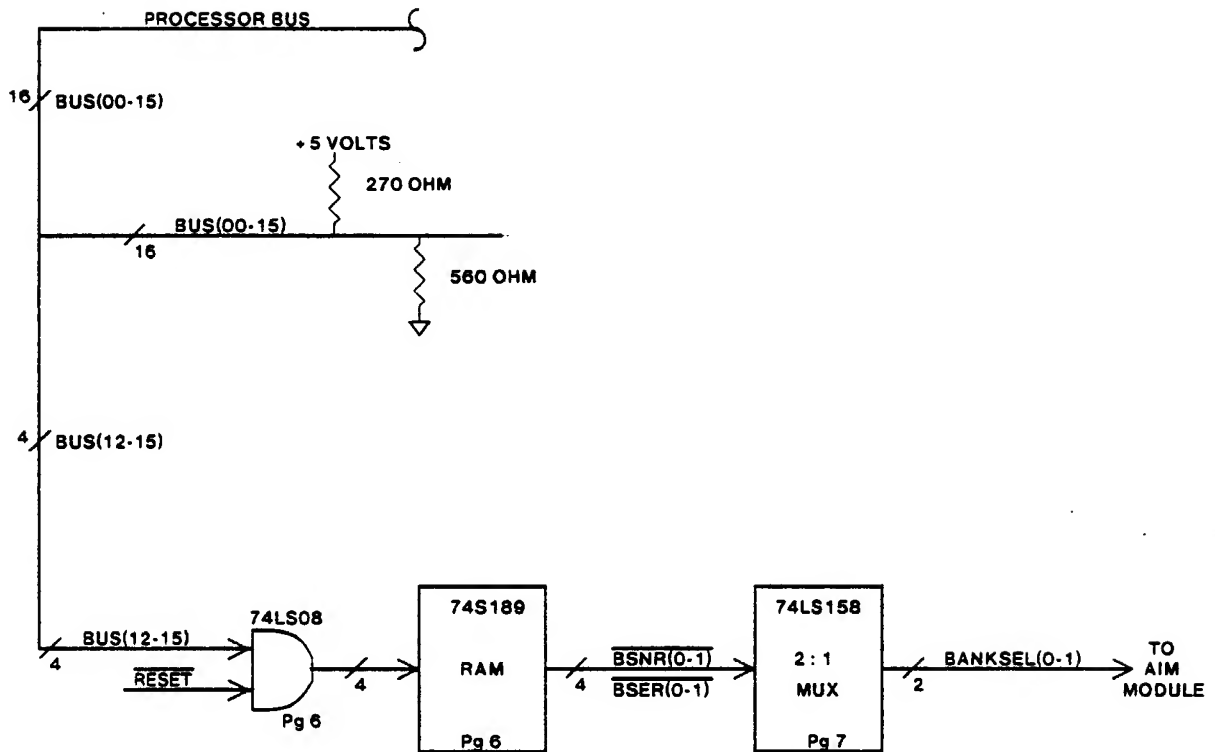 PROCESSOR BUS
16 BUS(00-15)
+5 VOLTS
270 OHM
BUS(00-15)
16
560 OHM
4 BUS(12-15)
74LS08
BUS(12-15)
4
RESET
Pg 6
4
74S189
RAM
Pg 6
BSNR(0-1)
4
BSER(0-1)
74LS158
2 : 1
MUX
Pg 7
BANKSEL(0-1)
2
TO
AIM
MODULE